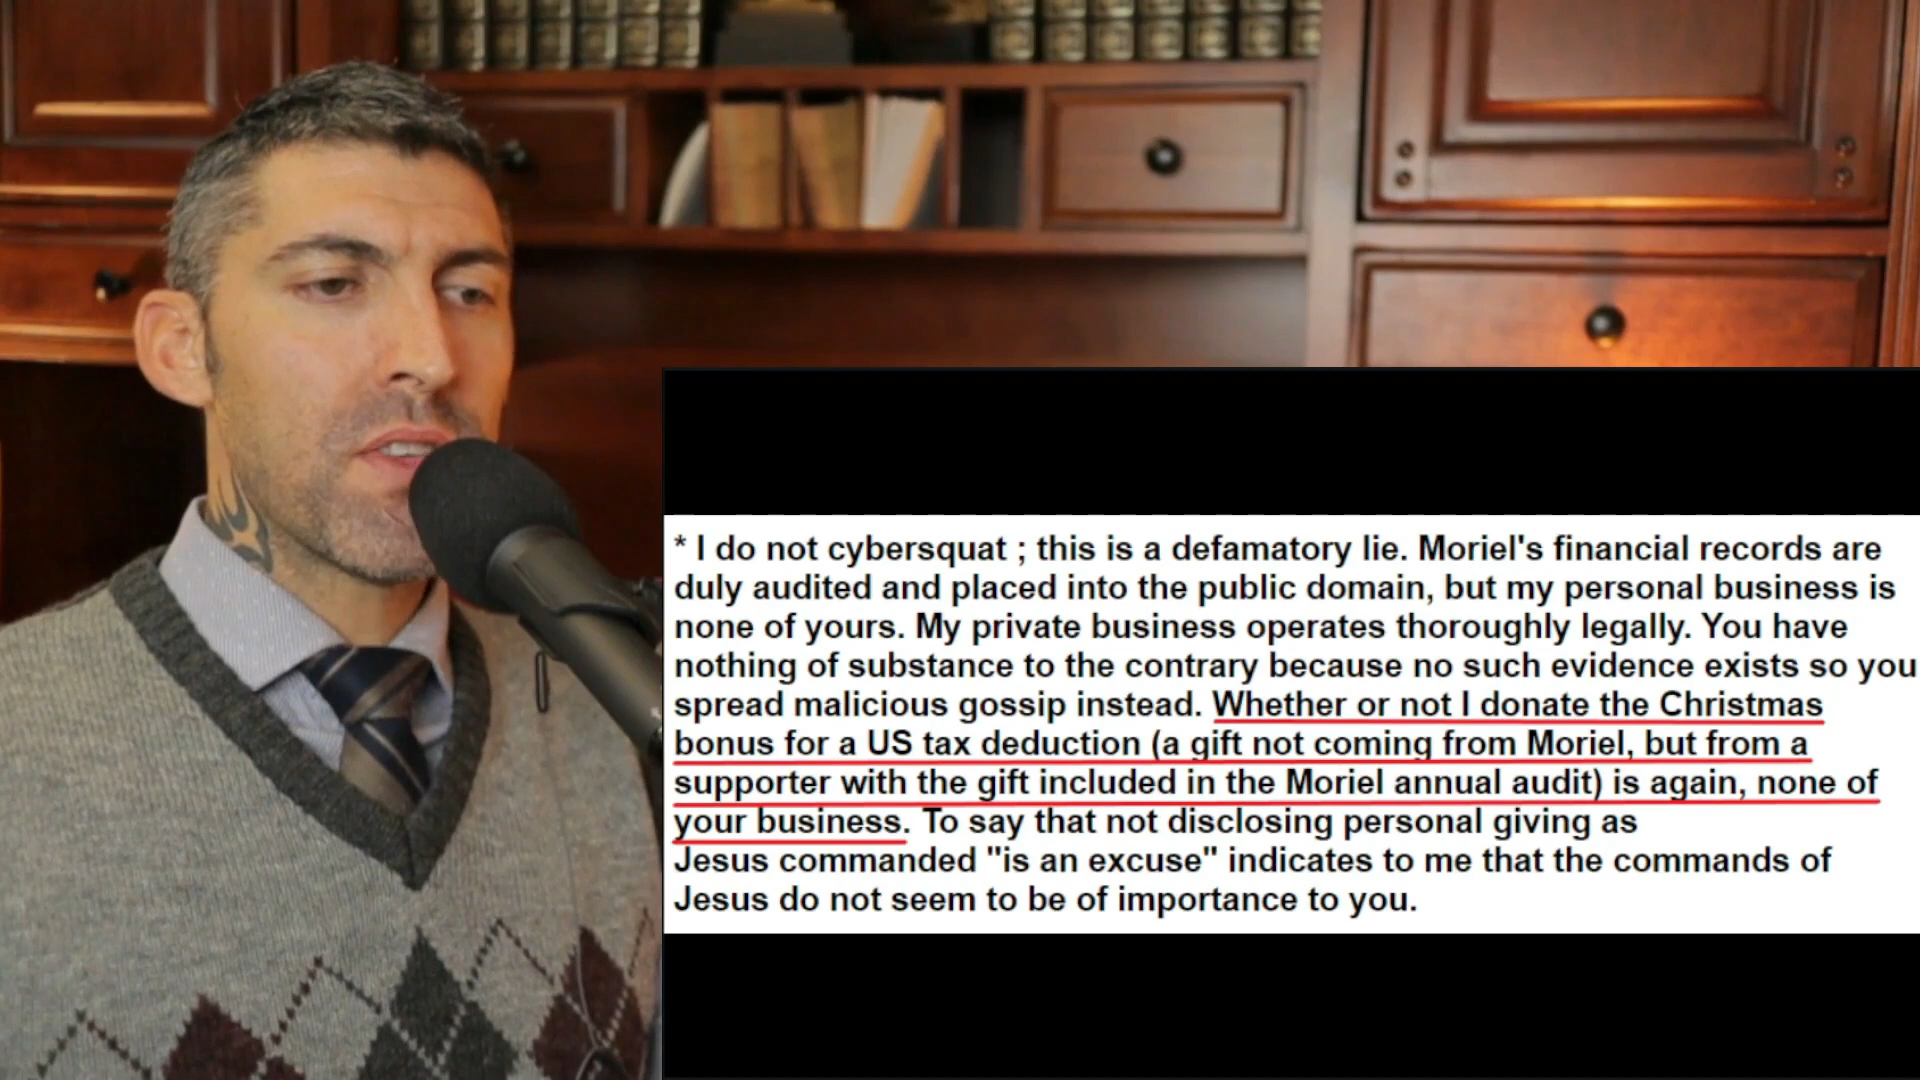 * I do not cybersquat ; this is a defamatory lie. Moriel's financial records are
duly audited and placed into the public domain, but my personal business is
none of yours. My private business operates thoroughly legally. You have
nothing of substance to the contrary because no such evidence exists so you
spread malicious gossip instead. Whether or not I donate the Christmas
bonus for a US tax deduction (a gift not coming from Moriel, but from a
supporter with the gift included in the Moriel annual audit) is again, none of
your business. To say that not disclosing personal giving as
Jesus commanded "is an excuse" indicates to me that the commands of
Jesus do not seem to be of importance to you.